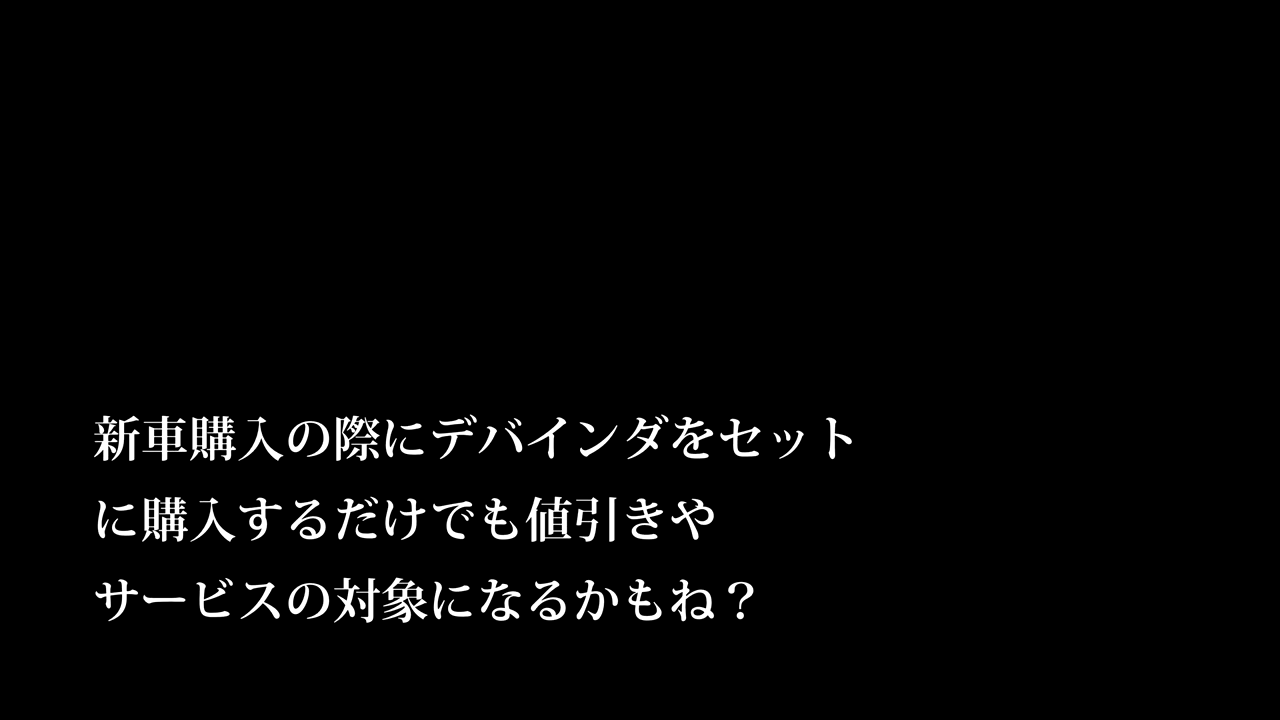 新車購入の際にデバインダをセット
に購入するだけでも値引きや
サービスの対象になるかもね？